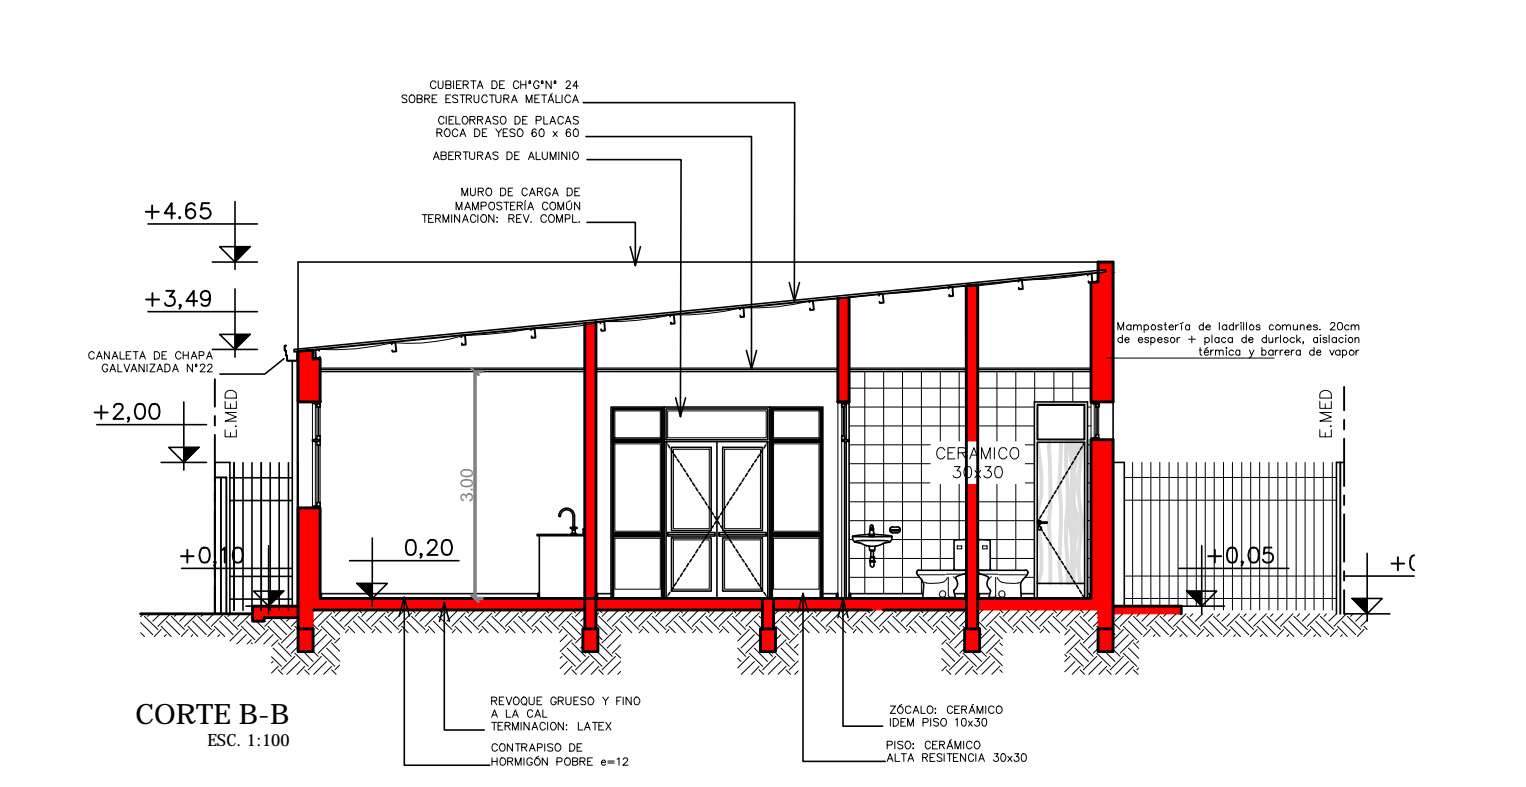 CUBIERTA DE CHªGªNª 24
SOBRE ESTRUCTURA METÁLICA
CIELORRASO DE PLACAS
ROCA DE YESO 60 x 60
ABERTURAS DE ALUMINIO
MURO DE CARGA DE
MAMPOSTERÍA COMÚN
TERMINACION: REV. COMPL.
+4.65
+3,49
CANALETA DE CHAPA
GALVANIZADA Nº22
+2,00
E.MED
Mampostería de ladrillos comunes. 20cm
de espesor + placa de durlock, aislacion
térmica y barrera de vapor
E.MED
CERAMICO
30x30
3.00
+0,10
0,20
+0,05
REVOQUE GRUESO Y FINO
A LA CAL
TERMINACION: LATEX
CONTRAPISO DE
HORMIGÓN POBRE e=12
ZÓCALO: CERÁMICO
IDEM PISO 10x30
PISO: CERÁMICO
ALTA RESITENCIA 30x30
CORTE B-B
ESC. 1:100